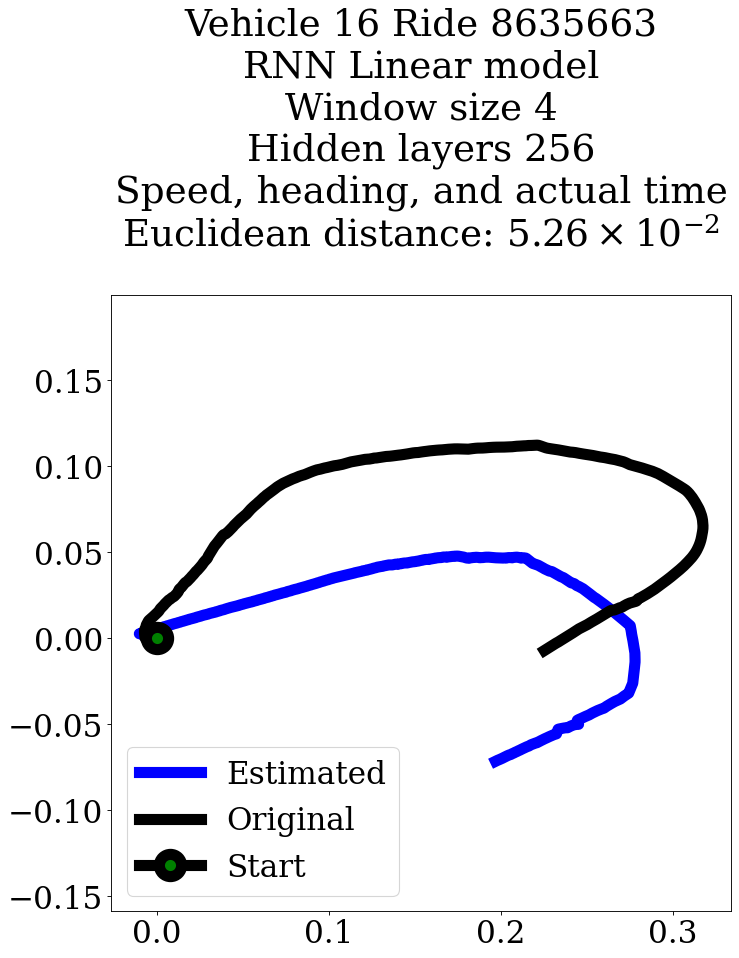 Vehicle 16 Ride 8635663
RNN Linear model
Window size 4
Hidden layers 256
Speed, heading, and actual time
Euclidean distance: 5.26 × 10⁻²
0.15
0.10
0.05
0.00
−0.05
−0.10
−0.15
Estimated
Original
Start
0.0 0.1 0.2 0.3